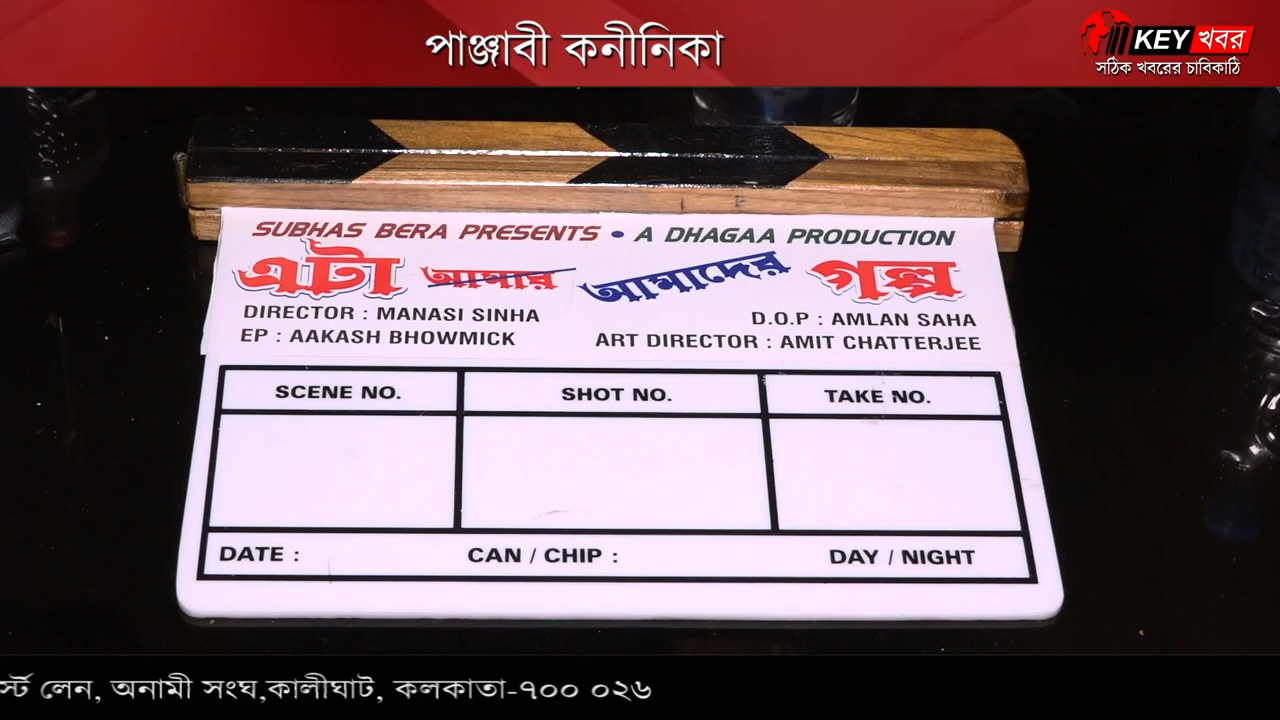 পাঞ্জাবী কনীনিকা
KEY খবর
সঠিক খবরের চাবিকাঠি
SUBHAS BERA PRESENTS • A DHAGAA PRODUCTION
এটা আমার আমাদের গল্প
DIRECTOR : MANASI SINHA
D.O.P : AMLAN SAHA
EP : AAKASH BHOWMICK
ART DIRECTOR : AMIT CHATTERJEE
SCENE NO. SHOT NO. TAKE NO.
DATE : CAN / CHIP : DAY / NIGHT
লেন, অনামী সংঘ,কালীঘাট, কলকাতা-৭০০ ০২৬